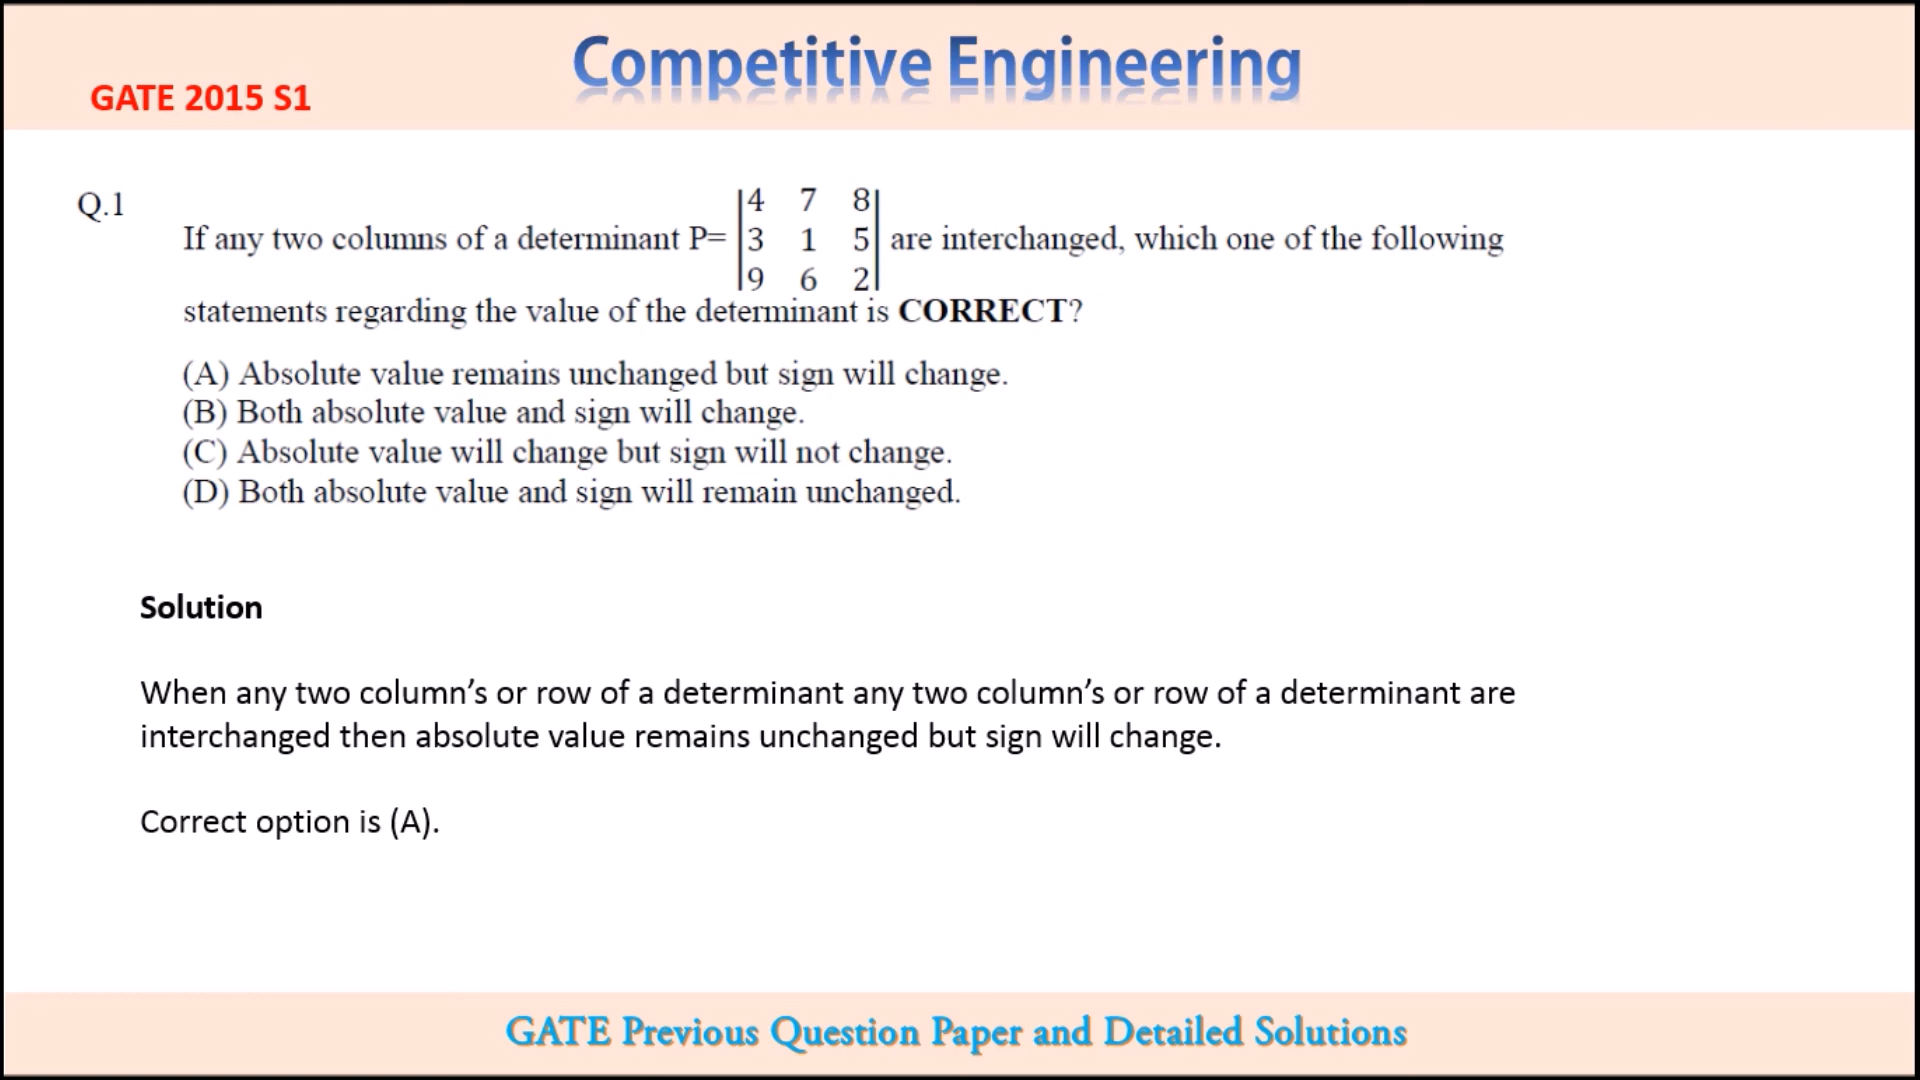 Competitive Engineering
GATE 2015 S1
Q.1
4 7 8
If any two columns of a determinant P= 3 1 5 are interchanged, which one of the following
9 6 2
statements regarding the value of the determinant is CORRECT?
(A) Absolute value remains unchanged but sign will change.
(B) Both absolute value and sign will change.
(C) Absolute value will change but sign will not change.
(D) Both absolute value and sign will remain unchanged.
Solution
When any two column’s or row of a determinant any two column’s or row of a determinant are
interchanged then absolute value remains unchanged but sign will change.
Correct option is (A).
GATE Previous Question Paper and Detailed Solutions